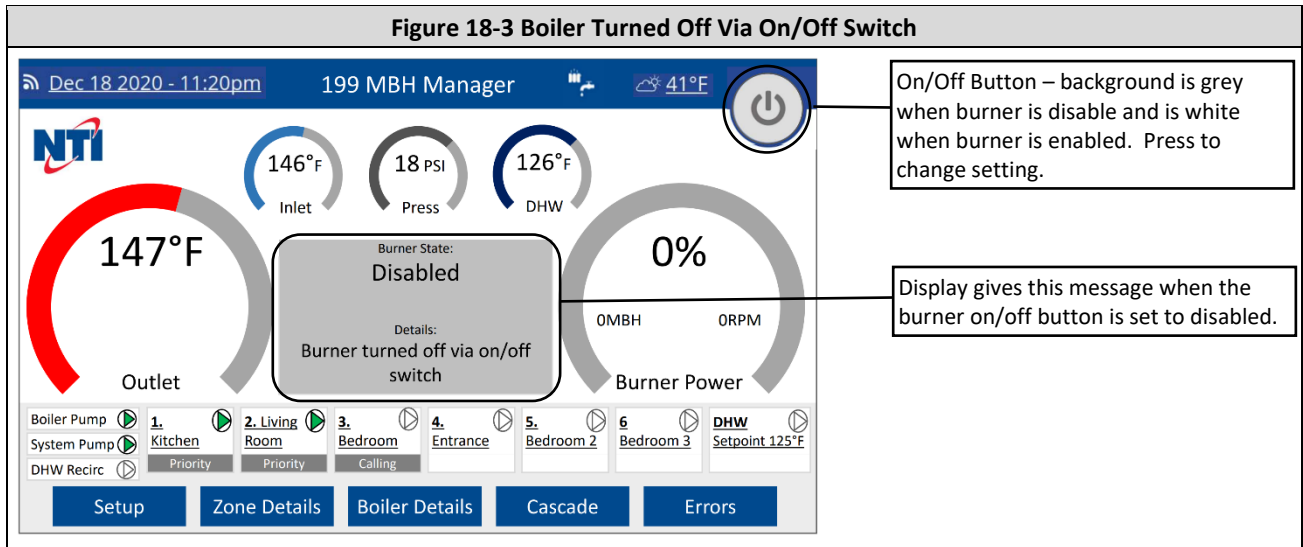 Figure 18-3 Boiler Turned Off Via On/Off Switch
Dec 18 2020 - 11:20pm
199 MBH Manager
41°F
On/Off Button – background is grey
when burner is disable and is white
when burner is enabled. Press to
change setting.
NTI
146°F
Inlet
18 PSI
Press
126°F
DHW
147°F
Outlet
Burner State:
Disabled
Details:
Burner turned off via on/off
switch
0%
0MBH
0RPM
Burner Power
Display gives this message when the
burner on/off button is set to disabled.
Boiler Pump
System Pump
DHW Recirc
1.
Kitchen
Priority
2. Living
Room
Priority
3.
Bedroom
Calling
4.
Entrance
5.
Bedroom 2
6
Bedroom 3
DHW
Setpoint 125°F
Setup
Zone Details
Boiler Details
Cascade
Errors